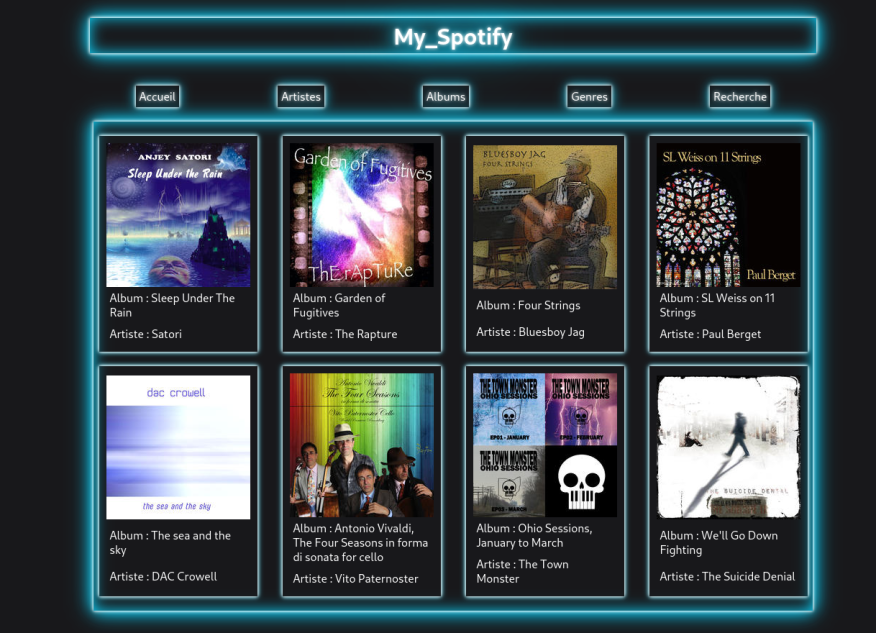 My_Spotify
Accueil
Artistes
Albums
Genres
Recherche
ANJEY SATORI
Sleep Under the Rain
Album : Sleep Under The
Rain
Artiste : Satori
Garden of Fugitives
ThE rApTuRe
Album : Garden of
Fugitives
Artiste : The Rapture
BLUESBOY JAG
FOUR STRINGS
Album : Four Strings
Artiste : Bluesboy Jag
SL Weiss on 11 Strings
Paul Berget
Album : SL Weiss on 11
Strings
Artiste : Paul Berget
dac crowell
the sea and the sky
Album : The sea and the
sky
Artiste : DAC Crowell
Antonio Vivaldi
The Four Seasons
Vito Paternoster Cello
Album : Antonio Vivaldi,
The Four Seasons in forma
di sonata for cello
Artiste : Vito Paternoster
THE TOWN MONSTER
OHIO SESSIONS
EP01 - JANUARY
THE TOWN MONSTER
OHIO SESSIONS
EP02 - FEBRUARY
THE TOWN MONSTER
OHIO SESSIONS
EP03 - MARCH
Album : Ohio Sessions,
January to March
Artiste : The Town
Monster
THE SUICIDE DENIAL
Album : We'll Go Down
Fighting
Artiste : The Suicide Denial